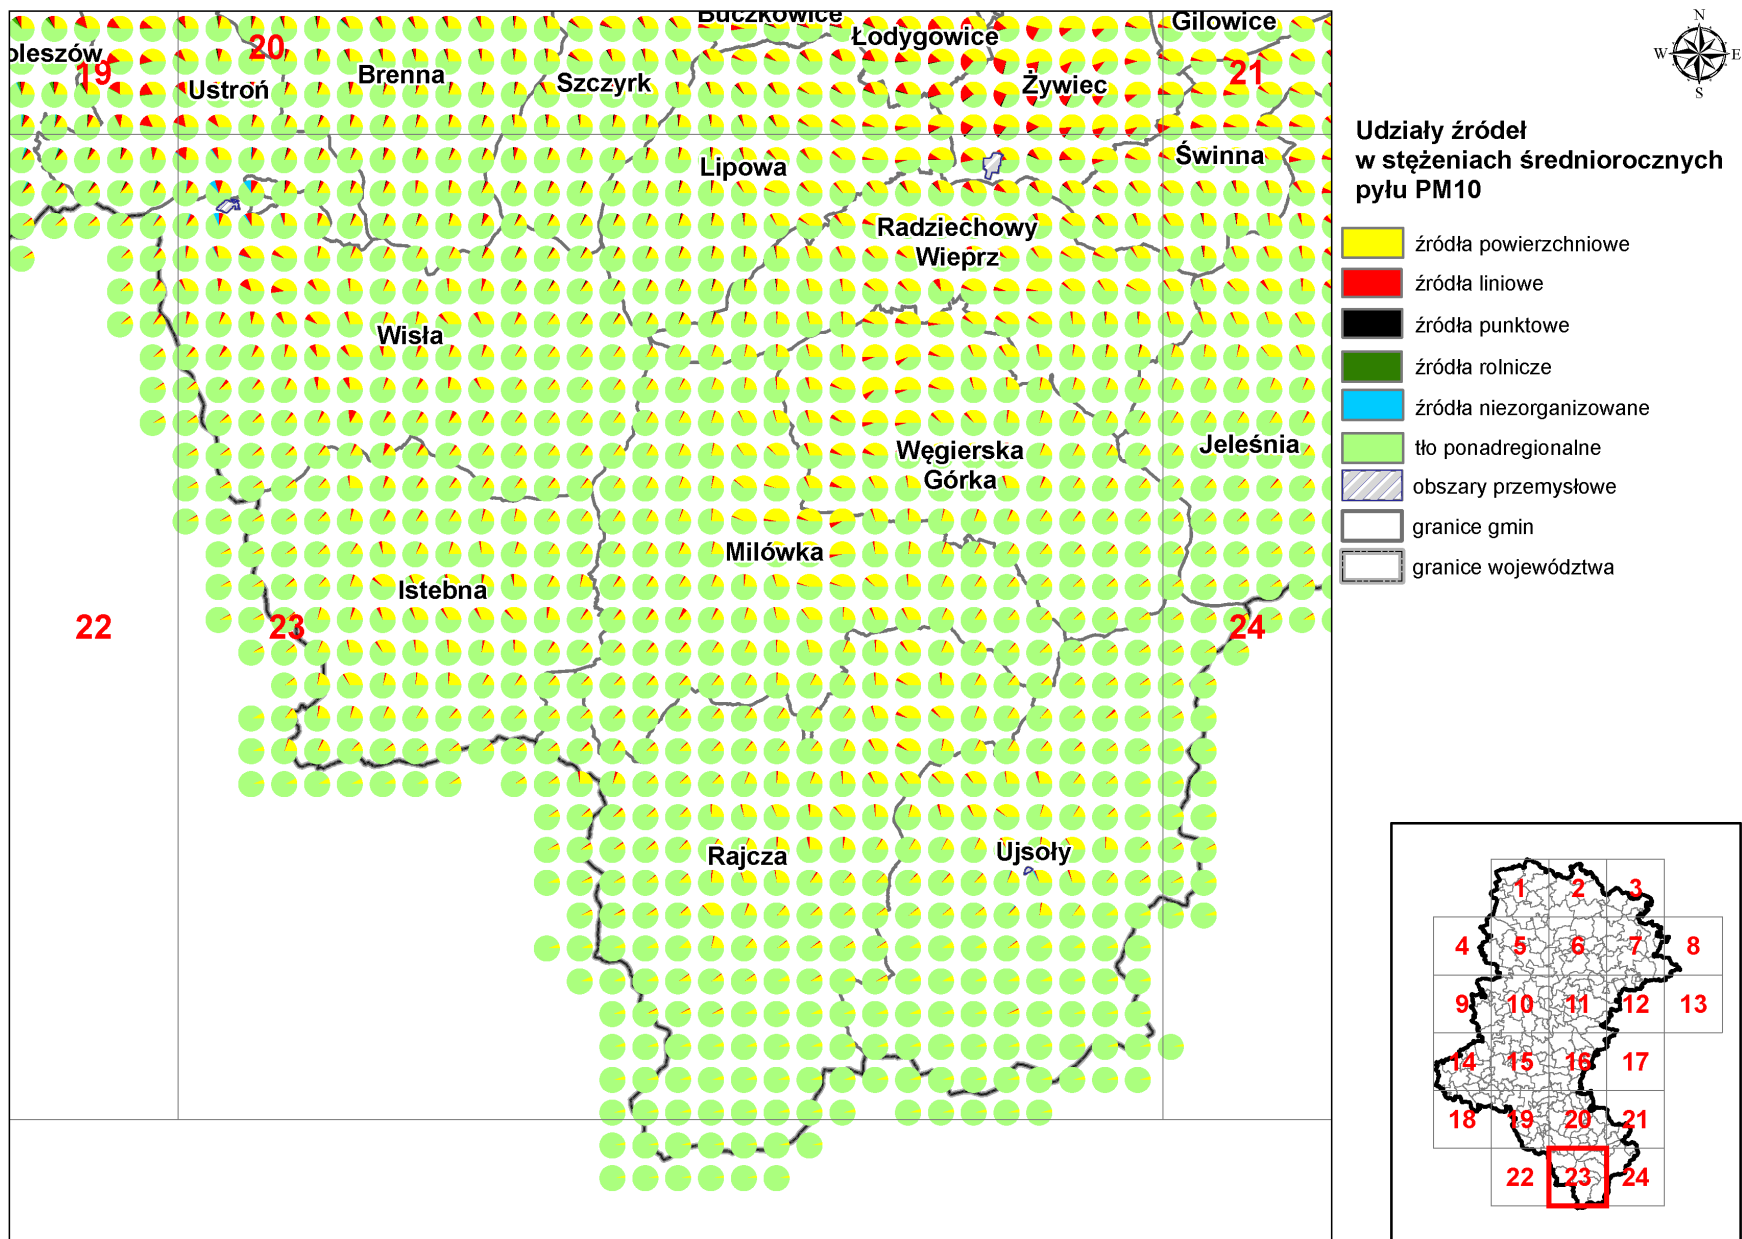 Buczkowice
Gilowice
Łodygowice
20
oleszów
19
Brenna
Szczyrk
Ustroń
Żywiec
21
Lipowa
Świnna
Radziechowy
Wieprz
Wisła
Węgierska
Górka
Jeleśnia
Milówka
Istebna
22
23
24
Rajcza
Ujsoły
N
W
E
S
Udziały źródeł
w stężeniach średniorocznych
pyłu PM10
źródła powierzchniowe
źródła liniowe
źródła punktowe
źródła rolnicze
źródła niezorganizowane
tło ponadregionalne
obszary przemysłowe
granice gmin
granice województwa
1 2 3
4 5 6 7 8
9 10 11 12 13
14 15 16 17
18 19 20 21
22 23 24